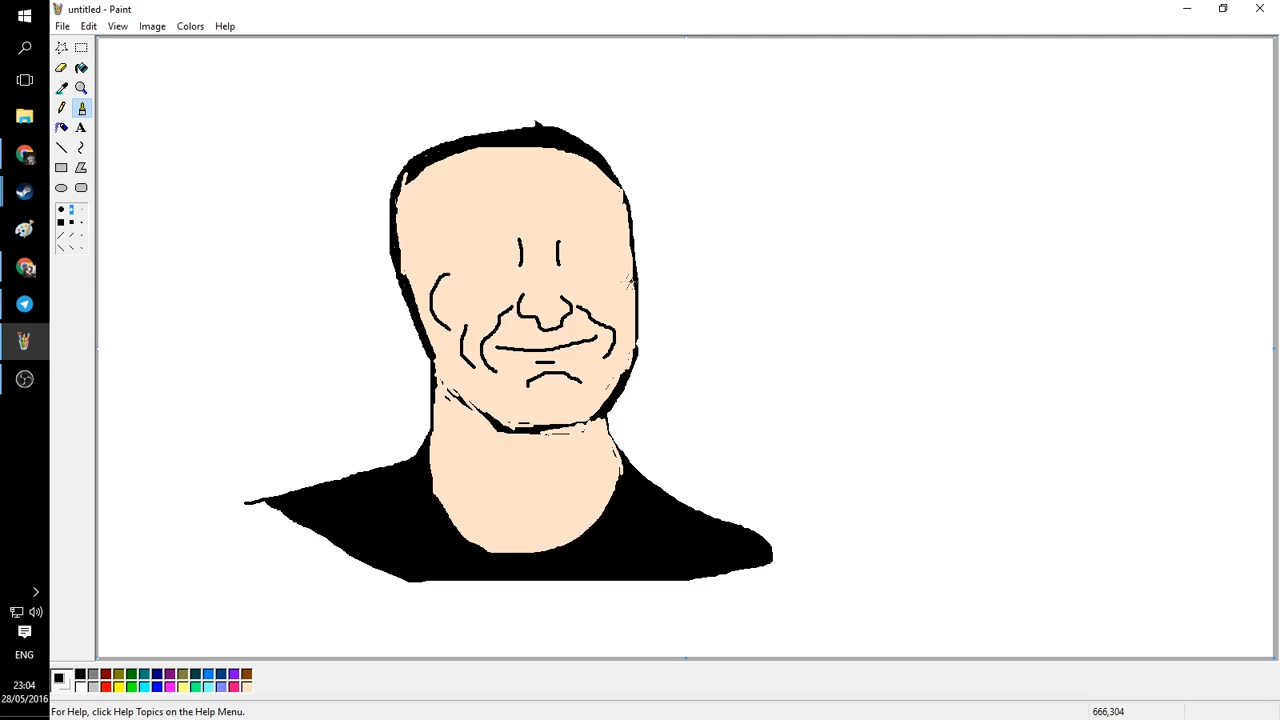 untitled - Paint
File Edit View Image Colors Help
A
ENG
23:04
28/05/2016
For Help, click Help Topics on the Help Menu.
666,304